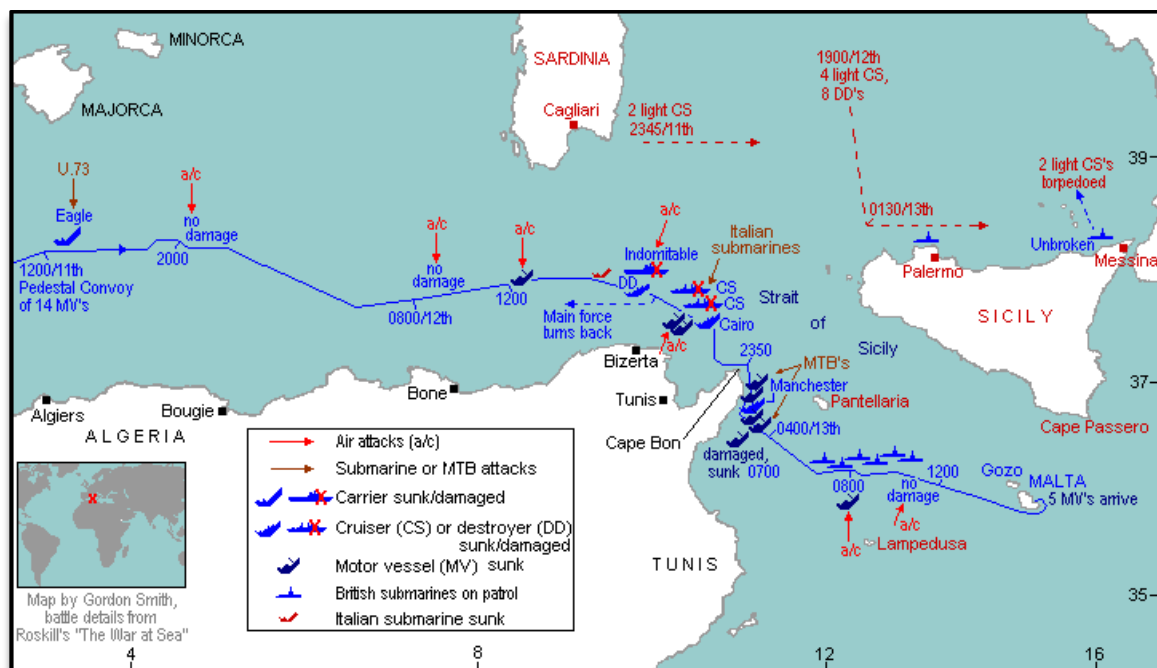 MINORCA
MAJORCA
SARDINIA
Cagliari
2 light CS
2345/11th
1900/12th
4 light CS,
8 DD's
39
U.73
a/c
Eagle
no
damage
2000
1200/11th
Pedestal Convoy
of 14 MV's
a/c
no
damage
0800/12th
a/c
1200
a/c
Indomitable
Italian
submarines
DD
CS
CS
Cairo
Main force
turns back
a/c
Strait
of
Sicily
0130/13th
2 light CS's
torpedoed
Unbroken
Messina
Palermo
SICILY
Bizerta
Tunis
Bone
Bougie
Algiers
ALGERIA
2350
MTB's
Manchester
Pantellaria
37
Cape Passero
Cape Bon
0400/13th
damaged,
sunk
0700
0800
no
damage
1200
Gozo
MALTA
5 MV's arrive
a/c
a/c
Lampedusa
TUNIS
35
Air attacks (a/c)
Submarine or MTB attacks
Carrier sunk/damaged
Cruiser (CS) or destroyer (DD)
sunk/damaged
Motor vessel (MV) sunk
British submarines on patrol
Italian submarine sunk
Map by Gordon Smith,
battle details from
Roskill's "The War at Sea"
4
8
12
16